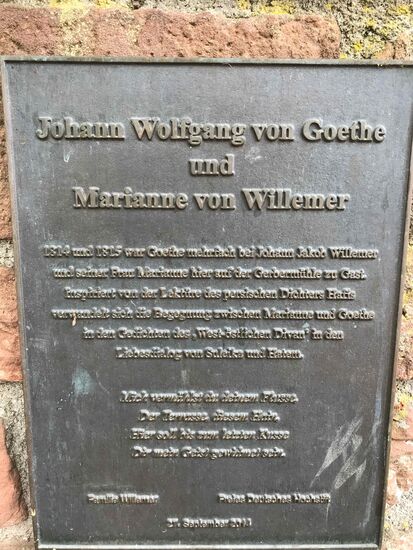 Johann Wolfgang von Goethe
und
Marianne von Willemer
1814 und 1815 war Goethe mehrfach bei Johann Jakob Willemer
und seiner Frau Marianne hier auf der Gerbermühle zu Gast.
Inspiriert von der Lektüre des persischen Dichters Hafis
verwandelt sich die Begegnung zwischen Marianne und Goethe
in den Gedichten des „West-östlichen Divan" in den
Liebesdialog von Suleika und Hatem.
Mich vermählst du deinem Flusse
Der Terrasse, diesem Hain,
Hier soll bis zum letzten Kusse
Dir mein Geist gewidmet sein.
Familie Willemer Freies Deutsches Hochstift
27. September 2011